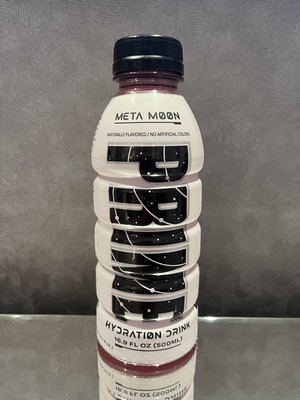 META MOON
NATURALLY FLAVORED / NO ARTIFICIAL COLORS
PRIME
HYDRATION DRINK
16.9 FL OZ (500ML)